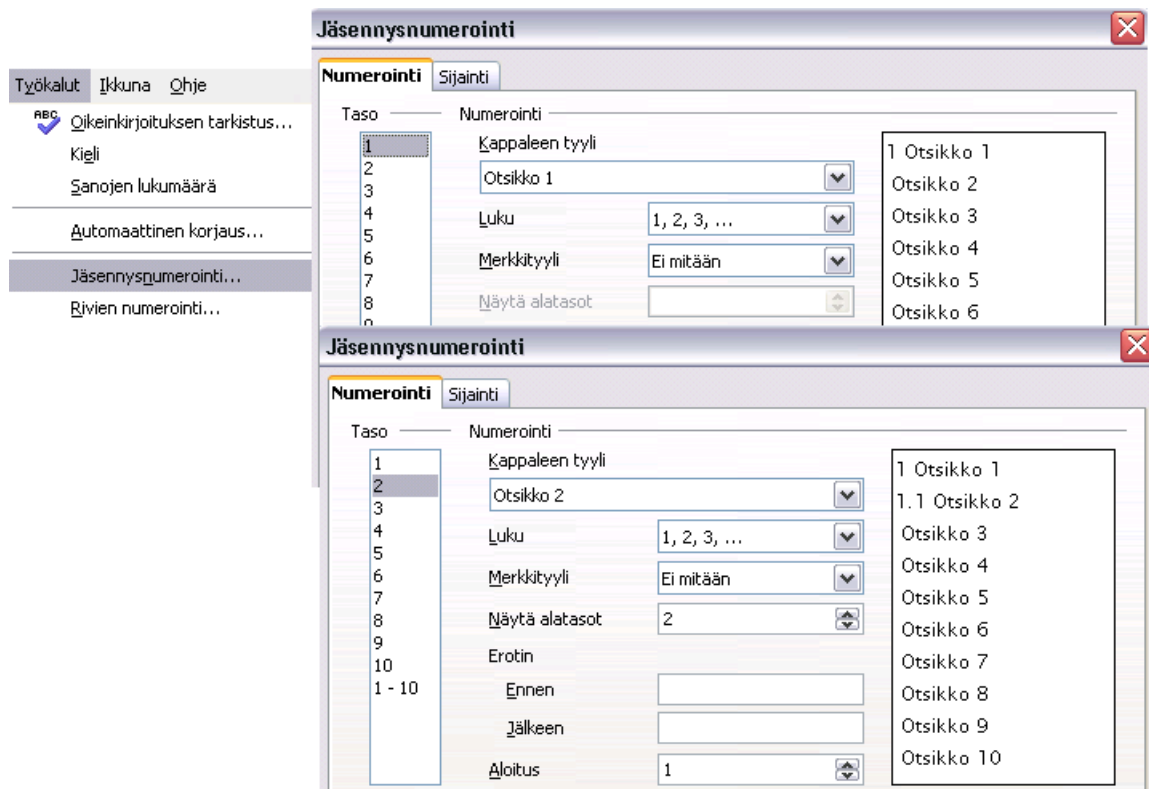 Työkalut Ikkuna Ohje
ABC Oikeinkirjoituksen tarkistus...
Kieli
Sanojen lukumäärä
Automaattinen korjaus...
Jäsennysnumerointi...
Rivien numerointi...
Jäsennysnumerointi
Numerointi Sijainti
Taso Numerointi
1
2
3
4
5
6
7
8
9
Kappaleen tyyli
Otsikko 1
Luku 1, 2, 3, ...
Merkkityyli Ei mitään
Näytä alatasot
1 Otsikko 1
Otsikko 2
Otsikko 3
Otsikko 4
Otsikko 5
Otsikko 6
Jäsennysnumerointi
Numerointi Sijainti
Taso Numerointi
1
2
3
4
5
6
7
8
9
10
1 - 10
Kappaleen tyyli
Otsikko 2
Luku 1, 2, 3, ...
Merkkityyli Ei mitään
Näytä alatasot 2
Erotin
Ennen
Jälkeen
Aloitus 1
1 Otsikko 1
1.1 Otsikko 2
Otsikko 3
Otsikko 4
Otsikko 5
Otsikko 6
Otsikko 7
Otsikko 8
Otsikko 9
Otsikko 10